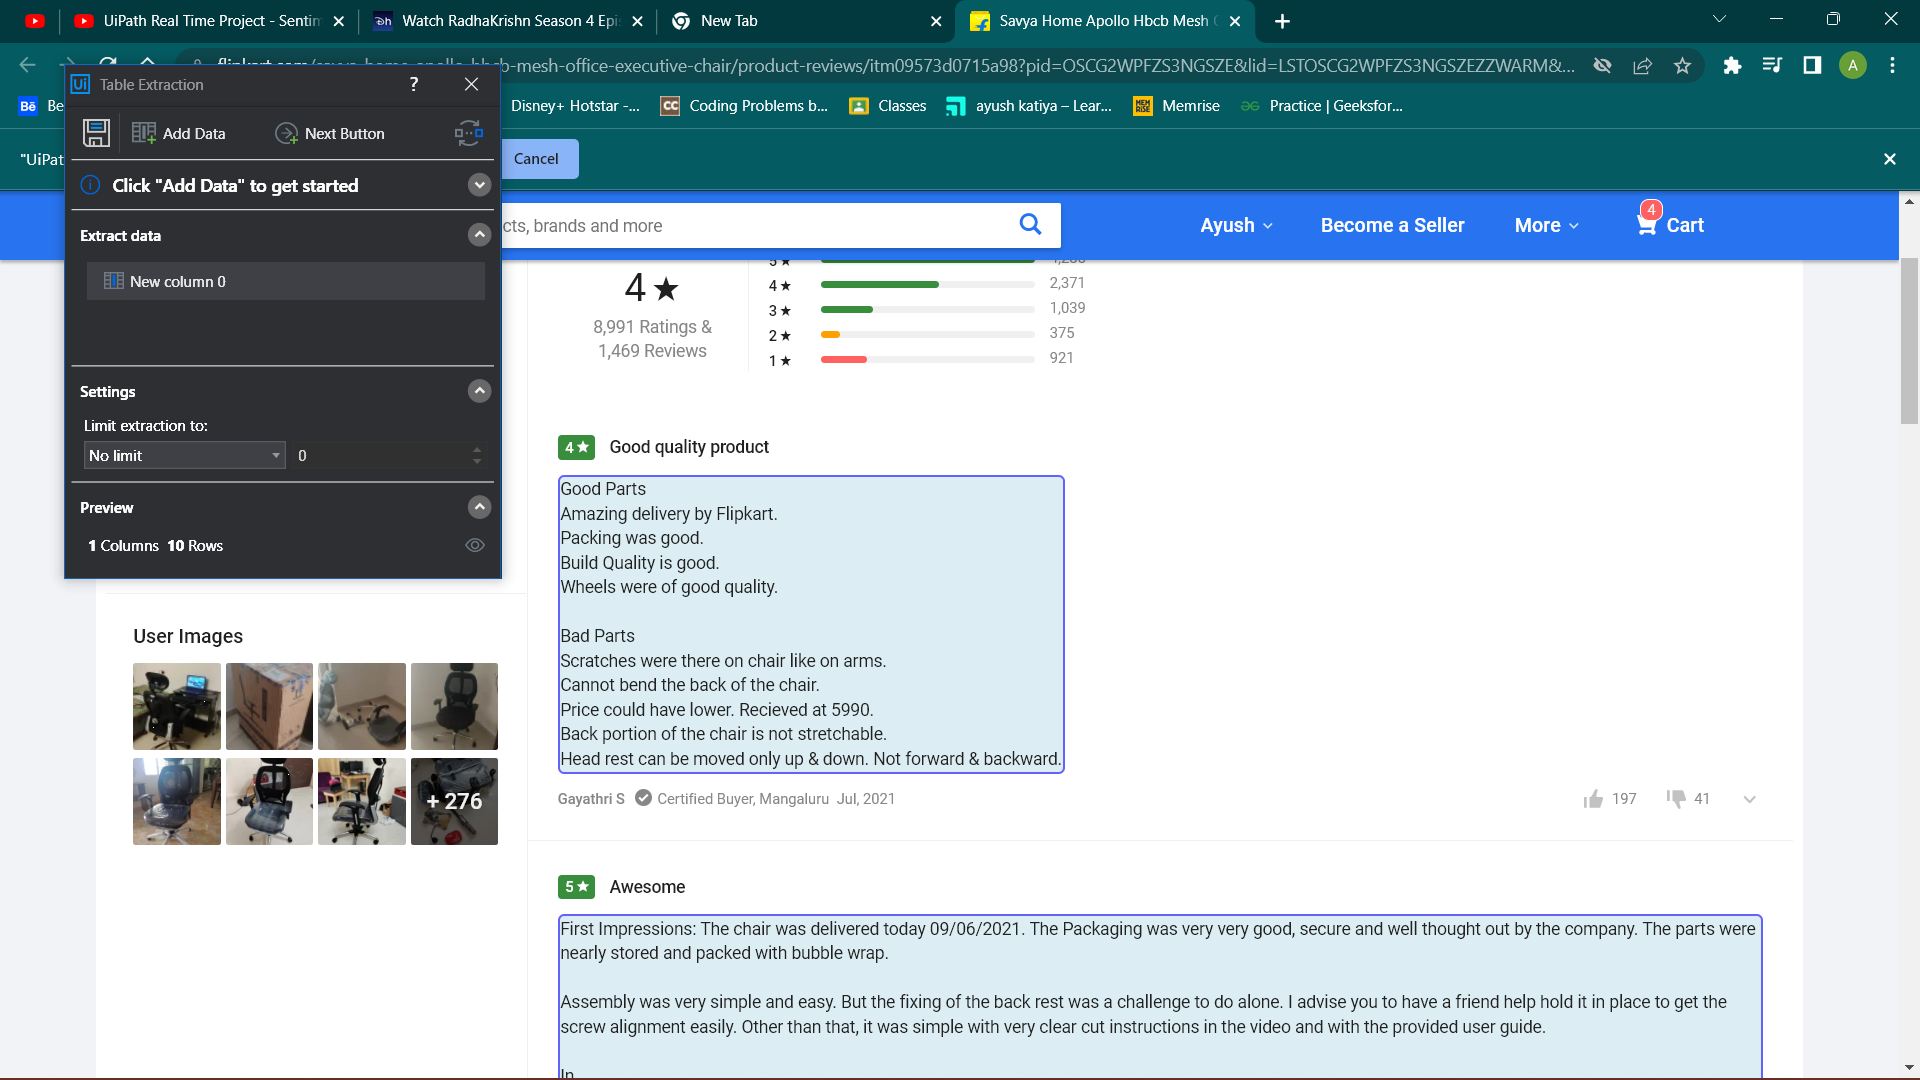 UiPath Real Time Project - Sentim
Watch RadhaKrishn Season 4 Epis
New Tab
Savya Home Apollo Hbcb Mesh
-mesh-office-executive-chair/product-reviews/itm09573d0715a98?pid=OSCG2WPFZS3NGSZE&lid=LSTOSCG2WPFZS3NGSZEZZWARM&...
A
Bē Be
Disney+ Hotstar -...
CC Coding Problems b...
Classes
ayush katiya – Lear...
MEM RISE Memrise
Practice | Geeksfor...
"UiPat
Cancel
Ui Table Extraction ?
Add Data
Next Button
Click "Add Data" to get started
Extract data
New column 0
Settings
Limit extraction to:
No limit
0
Preview
1 Columns 10 Rows
cts, brands and more
Ayush
Become a Seller
More
4
Cart
4 ★
8,991 Ratings &
1,469 Reviews
5 ★
4 ★ 2,371
3 ★ 1,039
2 ★ 375
1 ★ 921
4 ★ Good quality product
Good Parts
Amazing delivery by Flipkart.
Packing was good.
Build Quality is good.
Wheels were of good quality.
Bad Parts
Scratches were there on chair like on arms.
Cannot bend the back of the chair.
Price could have lower. Recieved at 5990.
Back portion of the chair is not stretchable.
Head rest can be moved only up & down. Not forward & backward.
Gayathri S Certified Buyer, Mangaluru Jul, 2021
197 41
User Images
+ 276
5 ★ Awesome
First Impressions: The chair was delivered today 09/06/2021. The Packaging was very very good, secure and well thought out by the company. The parts were
nearly stored and packed with bubble wrap.
Assembly was very simple and easy. But the fixing of the back rest was a challenge to do alone. I advise you to have a friend help hold it in place to get the
screw alignment easily. Other than that, it was simple with very clear cut instructions in the video and with the provided user guide.
In